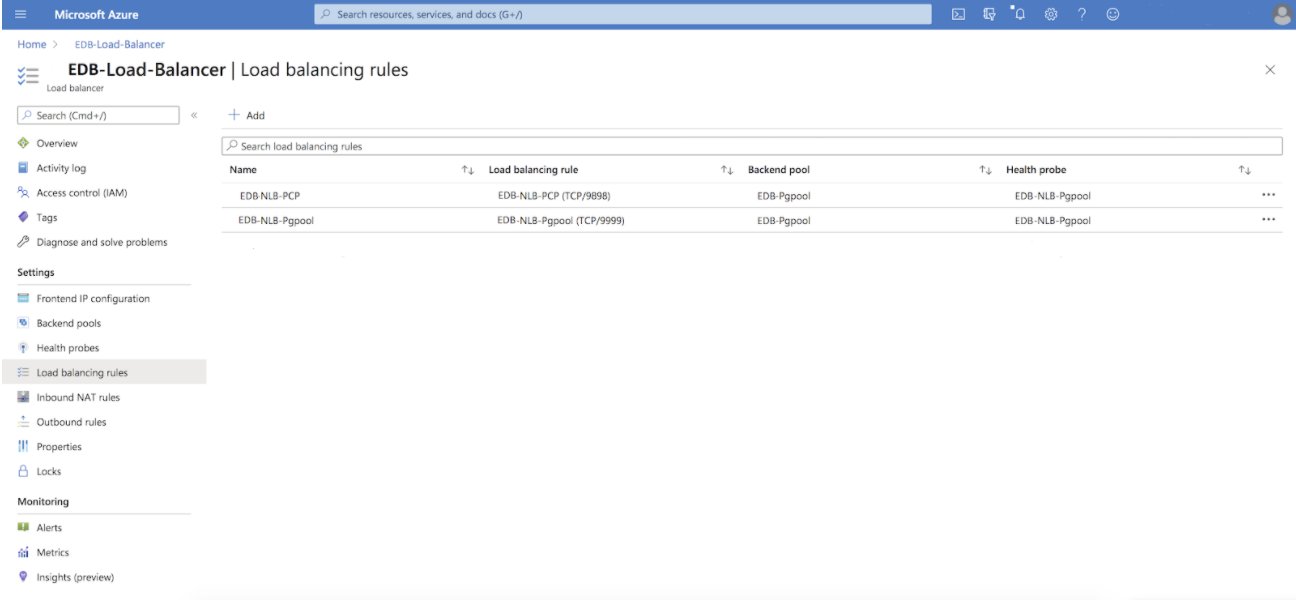 Microsoft Azure
Search resources, services, and docs (G+/)
Home > EDB-Load-Balancer
EDB-Load-Balancer | Load balancing rules
Load balancer
Search (Cmd+/)
«
+ Add
Overview
Activity log
Access control (IAM)
Tags
Diagnose and solve problems
Settings
Frontend IP configuration
Backend pools
Health probes
Load balancing rules
Inbound NAT rules
Outbound rules
Properties
Locks
Monitoring
Alerts
Metrics
Insights (preview)
Search load balancing rules
Name ↑↓ Load balancing rule ↑↓ Backend pool ↑↓ Health probe ↑↓
EDB-NLB-PCP EDB-NLB-PCP (TCP/9898) EDB-Pgpool EDB-NLB-Pgpool ...
EDB-NLB-Pgpool EDB-NLB-Pgpool (TCP/9999) EDB-Pgpool EDB-NLB-Pgpool ...